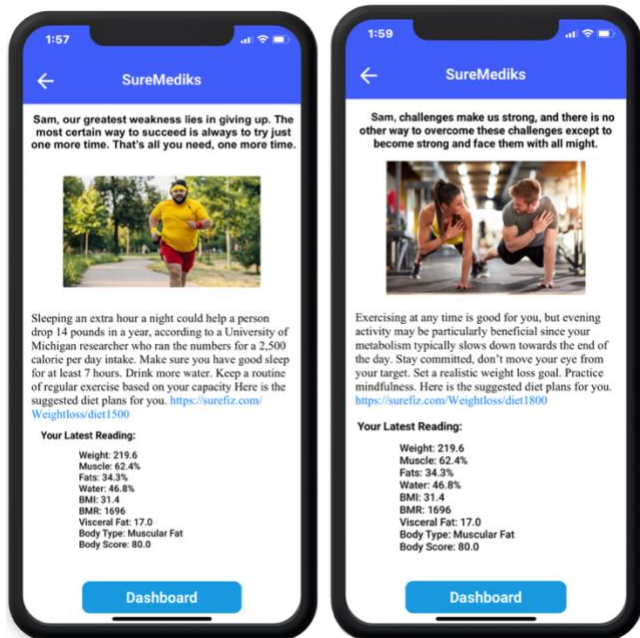 1:57
SureMediks
Sam, our greatest weakness lies in giving up. The
most certain way to succeed is always to try just
one more time. That's all you need, one more time.
Sleeping an extra hour a night could help a person
drop 14 pounds in a year, according to a University of
Michigan researcher who ran the numbers for a 2,500
calorie per day intake. Make sure you have good sleep
for at least 7 hours. Drink more water. Keep a routine
of regular exercise based on your capacity Here is the
suggested diet plans for you. https://surefiz.com/
Weightloss/diet1500
Your Latest Reading:
Weight: 219.6
Muscle: 62.4%
Fats: 34.3%
Water: 46.8%
BMI: 31.4
BMR: 1696
Visceral Fat: 17.0
Body Type: Muscular Fat
Body Score: 80.0
Dashboard
1:59
SureMediks
Sam, challenges make us strong, and there is no
other way to overcome these challenges except to
become strong and face them with all might.
Exercising at any time is good for you, but evening
activity may be particularly beneficial since your
metabolism typically slows down towards the end of
the day. Stay committed, don't move your eye from
your target. Set a realistic weight loss goal. Practice
mindfulness. Here is the suggested diet plans for you.
https://surefiz.com/Weightloss/diet1800
Your Latest Reading:
Weight: 219.6
Muscle: 62.4%
Fats: 34.3%
Water: 46.8%
BMI: 31.4
BMR: 1696
Visceral Fat: 17.0
Body Type: Muscular Fat
Body Score: 80.0
Dashboard